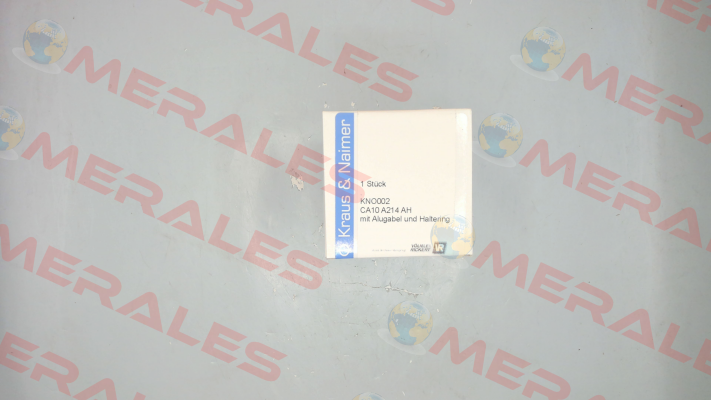 MERALES
MERALES
MERALES
MERALES
MERALES
MERALES
Kraus & Naimer
1 Stück
KNO002
CA10 A214 AH
mit Alugabel und Haltering